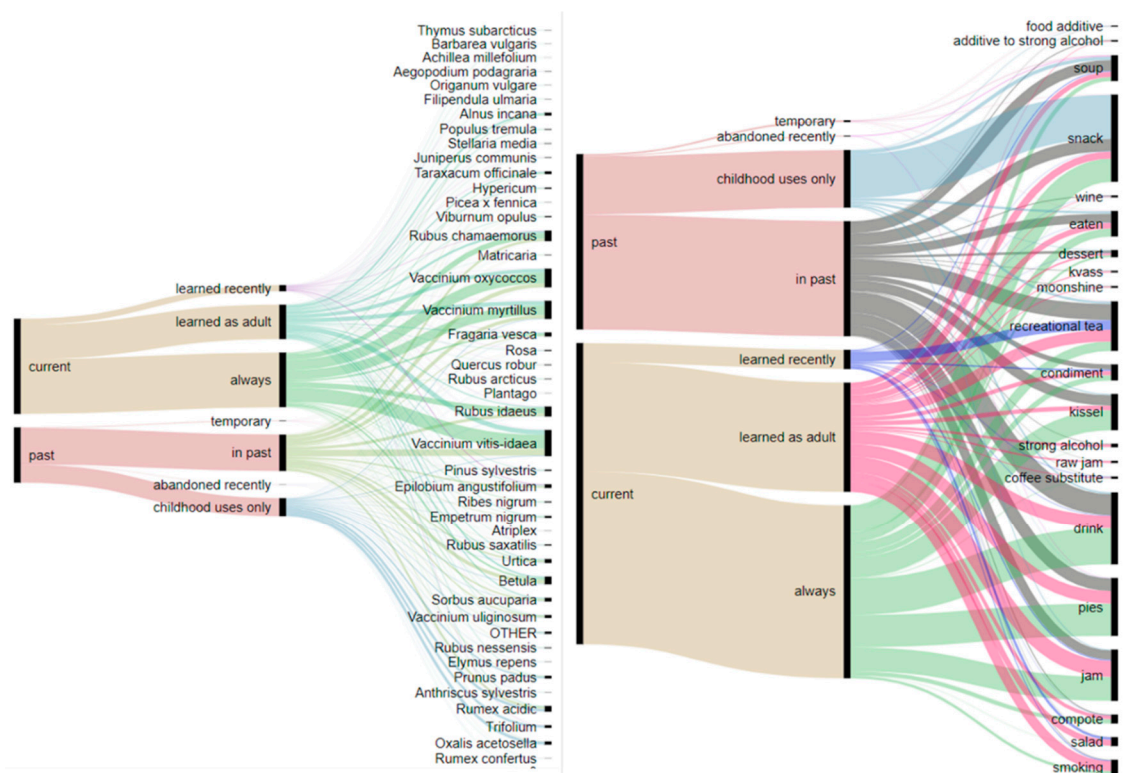 Thymus subarcticus
Barbarea vulgaris
Achillea millefolium
Aegopodium podagraria
Origanum vulgare
Filipendula ulmaria
Alnus incana
Populus tremula
Stellaria media
Juniperus communis
Taraxacum officinale
Hypericum
Picea x fennica
Viburnum opulus
Rubus chamaemorus
Matricaria
Vaccinium oxycoccos
learned recently
Vaccinium myrtillus
learned as adult
Fragaria vesca
Rosa
current
Quercus robur
always
Rubus arcticus
Plantago
Rubus idaeus
temporary
Vaccinium vitis-idaea
past
in past
Pinus sylvestris
abandoned recently
Epilobium angustifolium
childhood uses only
Ribes nigrum
Empetrum nigrum
Atriplex
Rubus saxatilis
Urtica
Betula
Sorbus aucuparia
Vaccinium uliginosum
OTHER
Rubus nessensis
Elymus repens
Prunus padus
Anthriscus sylvestris
Rumex acidic
Trifolium
Oxalis acetosella
Rumex confertus
food additive
additive to strong alcohol
soup
temporary
abandoned recently
snack
childhood uses only
wine
eaten
past
dessert
in past
kvass
moonshine
recreational tea
learned recently
condiment
kissel
learned as adult
strong alcohol
raw jam
coffee substitute
current
drink
always
pies
jam
compote
salad
smoking